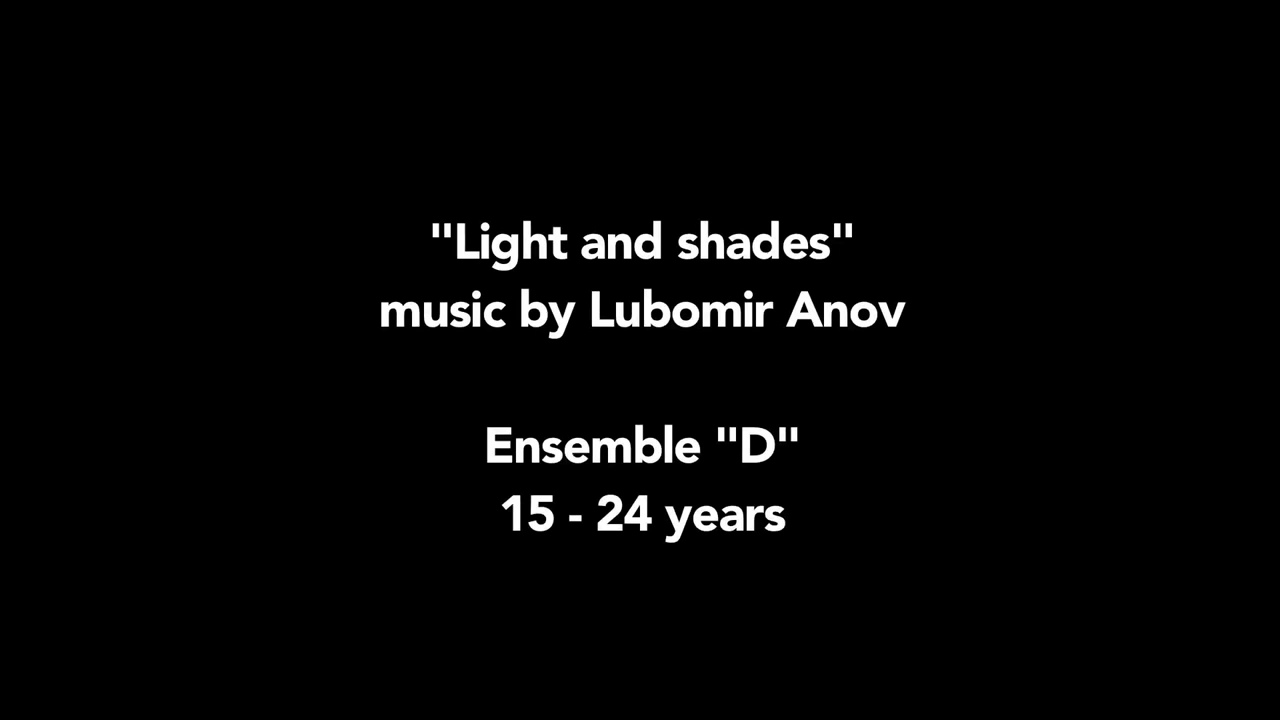 "Light and shades"
music by Lubomir Anov
Ensemble "D"
15 - 24 years